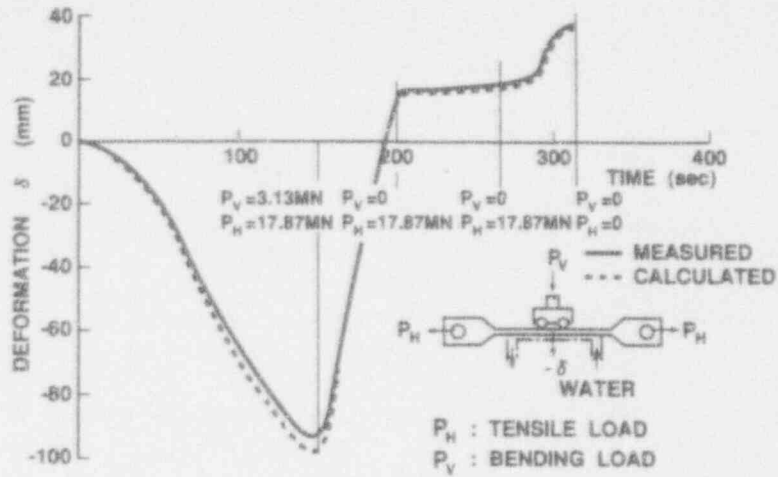 40
20
0
-20
-40
-60
-80
-100
DEFORMATION δ (mm)
100 200 300 400
TIME (sec)
P_V=3.13MN P_V=0 P_V=0 P_V=0
P_H=17.87MN P_H=17.87MN P_H=17.87MN P_H=0
MEASURED
CALCULATED
P_V
P_H P_H
-δ
WATER
P_H : TENSILE LOAD
P_V : BENDING LOAD